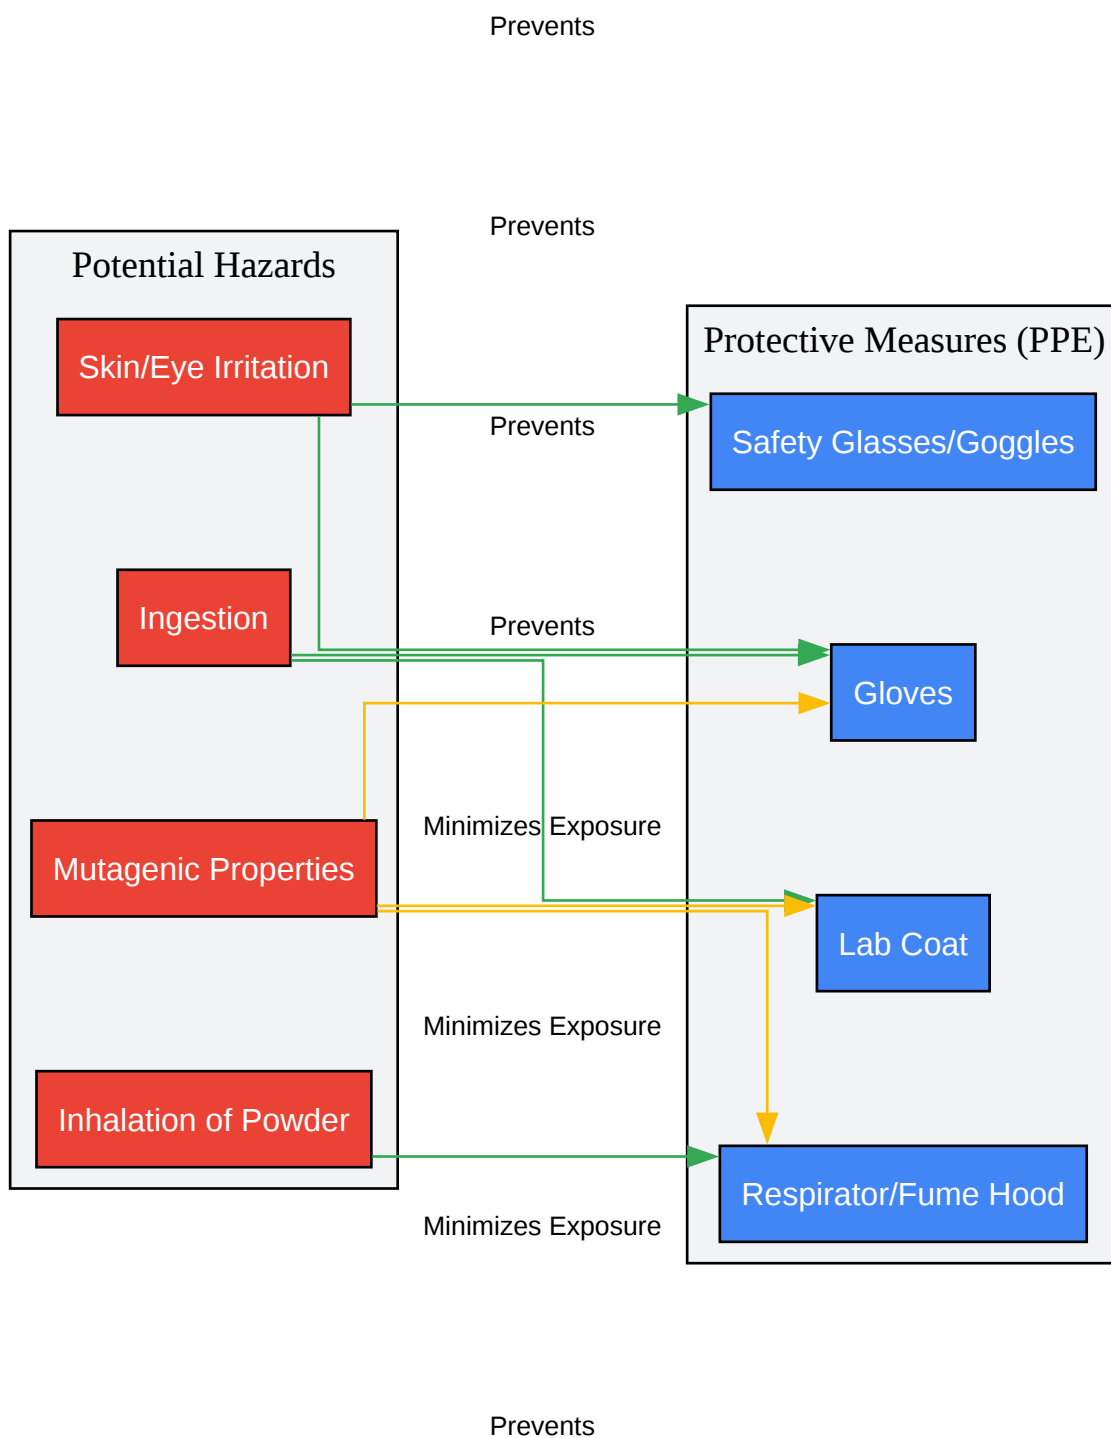 Prevents
Prevents
Potential Hazards
Protective Measures (PPE)
Skin/Eye Irritation
Prevents
Safety Glasses/Goggles
Ingestion
Prevents
Gloves
Minimizes Exposure
Mutagenic Properties
Lab Coat
Minimizes Exposure
Inhalation of Powder
Respirator/Fume Hood
Minimizes Exposure
Prevents